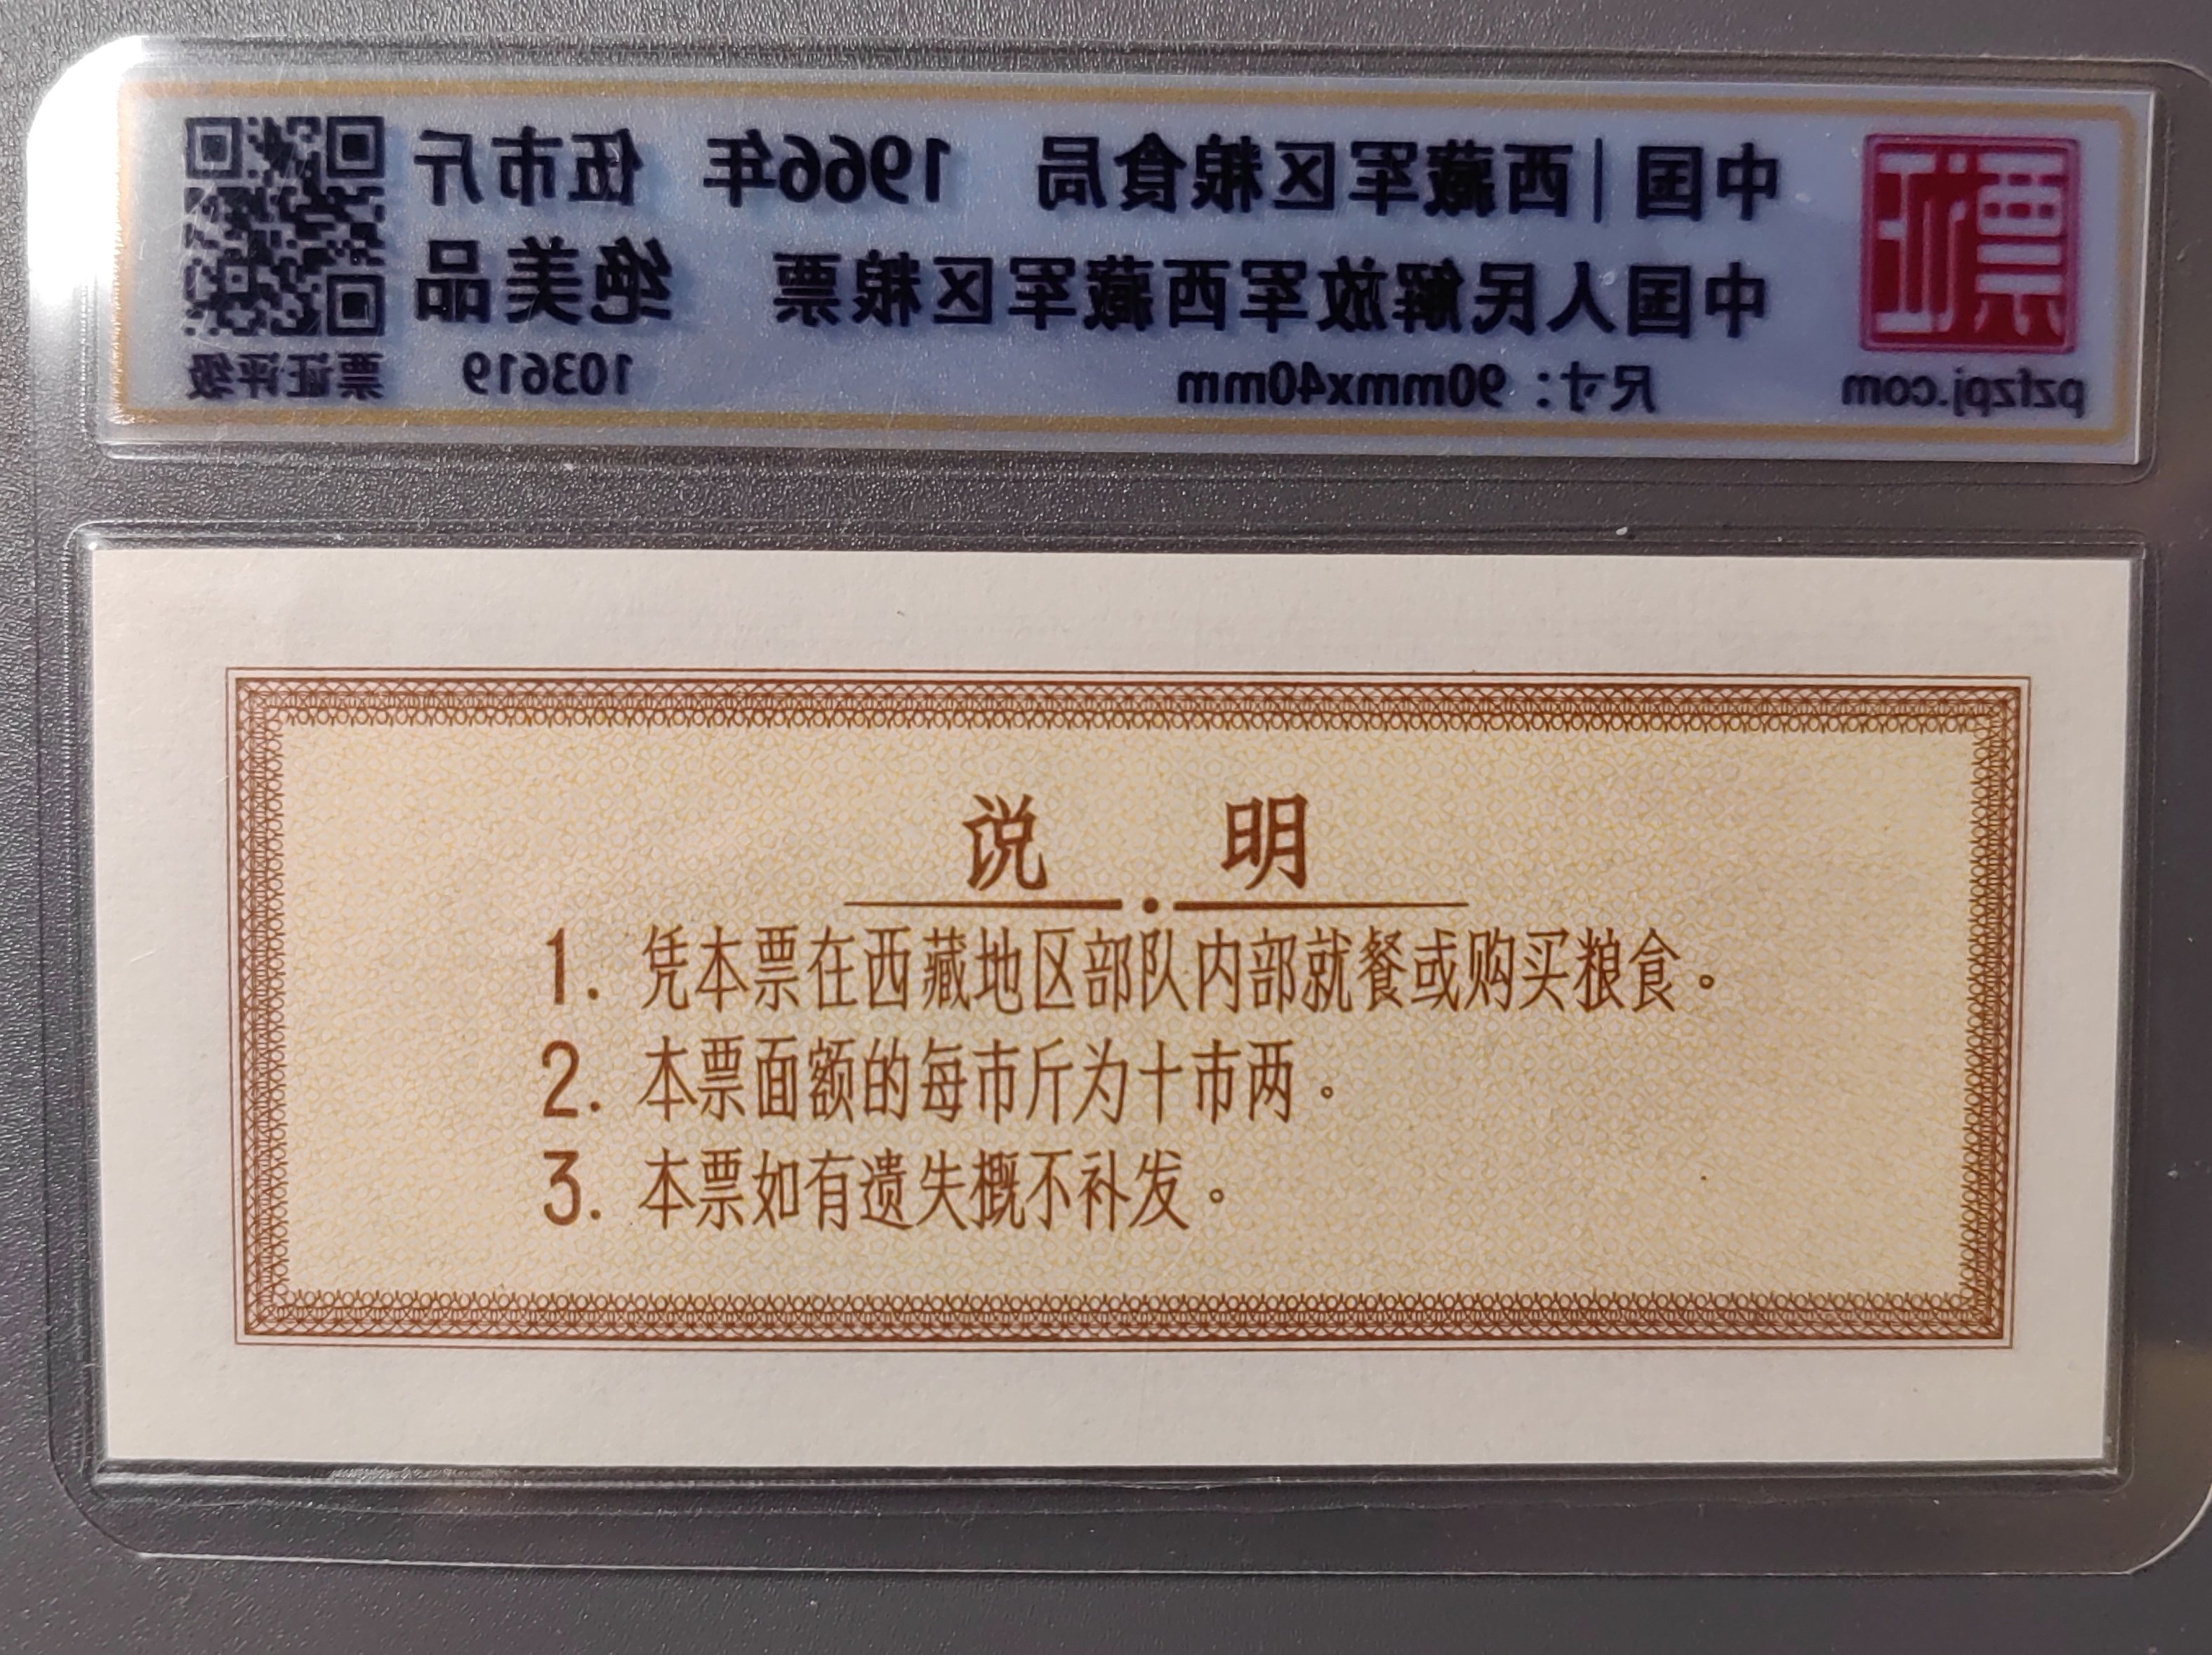 中国|西藏军区粮食局 1966年 伍市斤
中国人民解放军西藏军区粮票 绝美品
尺寸：90mmx40mm 103619
票证
pzfzpj.com
票证评级
说 明
1. 凭本票在西藏地区部队内部就餐或购买粮食。
2. 本票面额的每市斤为十市两。
3. 本票如有遗失概不补发。